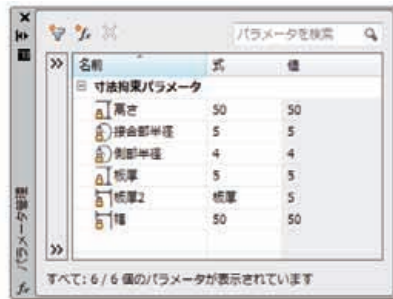 パラメータを検索
名前 式 値
寸法拘束パラメータ
高さ 50 50
接合部半径 5 5
側部半径 4 4
板厚 5 5
板厚2 板厚 5
幅 50 50
すべて: 6 / 6 個のパラメータが表示されています
パラメータ管理
fx